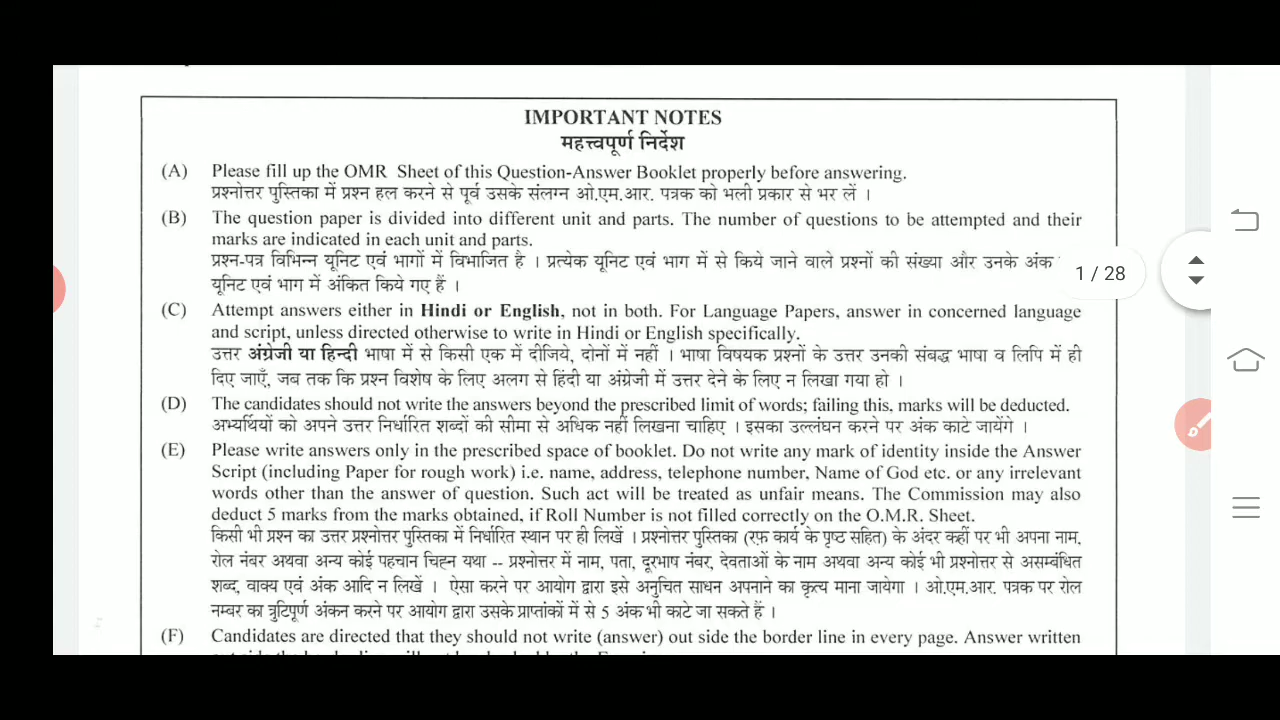 IMPORTANT NOTES
महत्त्वपूर्ण निर्देश
(A) Please fill up the OMR Sheet of this Question-Answer Booklet properly before answering.
प्रश्नोत्तर पुस्तिका में प्रश्न हल करने से पूर्व उसके संलग्न ओ.एम.आर. पत्रक को भली प्रकार से भर लें ।
(B) The question paper is divided into different unit and parts. The number of questions to be attempted and their
marks are indicated in each unit and parts.
प्रश्न-पत्र विभिन्न यूनिट एवं भागों में विभाजित है । प्रत्येक यूनिट एवं भाग में से किये जाने वाले प्रश्नों की संख्या और उनके अंक
1 / 28
यूनिट एवं भाग में अंकित किये गए हैं ।
(C) Attempt answers either in Hindi or English, not in both. For Language Papers, answer in concerned language
and script, unless directed otherwise to write in Hindi or English specifically.
उत्तर अंग्रेजी या हिन्दी भाषा में से किसी एक में दीजिये, दोनों में नहीं । भाषा विषयक प्रश्नों के उत्तर उनकी संबद्ध भाषा व लिपि में ही
दिए जाएँ, जब तक कि प्रश्न विशेष के लिए अलग से हिंदी या अंग्रेजी में उत्तर देने के लिए न लिखा गया हो ।
(D) The candidates should not write the answers beyond the prescribed limit of words; failing this, marks will be deducted.
अभ्यर्थियों को अपने उत्तर निर्धारित शब्दों की सीमा से अधिक नहीं लिखना चाहिए । इसका उल्लंघन करने पर अंक काटे जायेंगे ।
(E) Please write answers only in the prescribed space of booklet. Do not write any mark of identity inside the Answer
Script (including Paper for rough work) i.e. name, address, telephone number, Name of God etc. or any irrelevant
words other than the answer of question. Such act will be treated as unfair means. The Commission may also
deduct 5 marks from the marks obtained, if Roll Number is not filled correctly on the O.M.R. Sheet.
किसी भी प्रश्न का उत्तर प्रश्नोत्तर पुस्तिका में निर्धारित स्थान पर ही लिखें । प्रश्नोत्तर पुस्तिका (रफ़ कार्य के पृष्ट सहित) के अंदर कहीं पर भी अपना नाम,
रोल नंबर अथवा अन्य कोई पहचान चिह्न यथा -- प्रश्नोत्तर में नाम, पता, दूरभाष नंबर, देवताओं के नाम अथवा अन्य कोई भी प्रश्नोत्तर से असम्बंधित
शब्द, वाक्य एवं अंक आदि न लिखें । ऐसा करने पर आयोग द्वारा इसे अनुचित साधन अपनाने का कृत्य माना जायेगा । ओ.एम.आर. पत्रक पर रोल
नम्बर का त्रुटिपूर्ण अंकन करने पर आयोग द्वारा उसके प्राप्तांकों में से 5 अंक भी काटे जा सकते हैं ।
(F) Candidates are directed that they should not write (answer) out side the border line in every page. Answer written